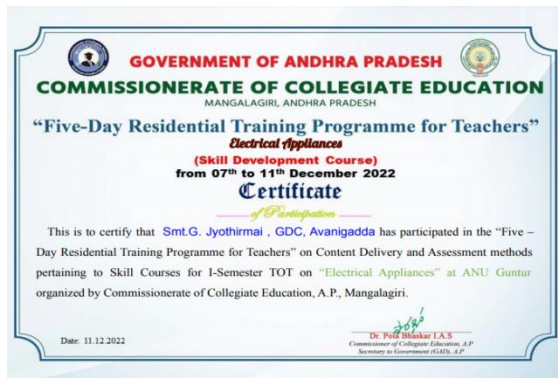 GOVERNMENT OF ANDHRA PRADESH
COMMISSIONERATE OF COLLEGIATE EDUCATION
MANGALAGIRI, ANDHRA PRADESH
“Five-Day Residential Training Programme for Teachers”
Electrical Appliances
(Skill Development Course)
from 07th to 11th December 2022
Certificate
of Participation
This is to certify that Smt.G. Jyothirmai , GDC, Avanigadda has participated in the “Five –
Day Residential Training Programme for Teachers” on Content Delivery and Assessment methods
pertaining to Skill Courses for I-Semester TOT on “Electrical Appliances” at ANU Guntur
organized by Commissionerate of Collegiate Education, A.P., Mangalagiri.
Date: 11.12.2022
Dr. Pola Bhaskar I.A.S
Commissioner of Collegiate Education, A.P
Secretary to Government (GAD), A.P